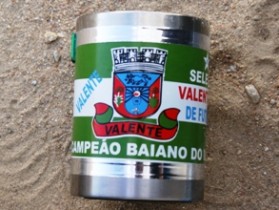 VALENTE
VALENTE
SELE
VALEN
DE FU
CAMPEÃO BAIANO DO